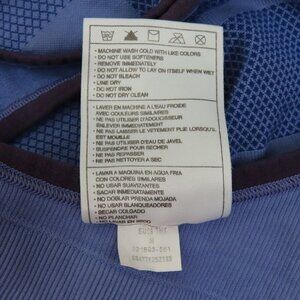 • MACHINE WASH COLD WITH LIKE COLORS
• DO NOT USE SOFTENERS
• REMOVE IMMEDIATELY
• DO NOT ALLOW TO LAY ON ITSELF WHEN WET
• DO NOT BLEACH
• LINE DRY
• DO NOT IRON
• DO NOT DRY CLEAN
• LAVER EN MACHINE A L'EAU FROIDE
AVEC COULEURS SIMILAIRES
• NE PAS UTILISER D'ADOUCISSEUR
ENLEVER IMMEDIATEMENT
• NE PAS LAISSER LE VETEMENT PLIE LORSQU'IL
EST MOUILLE
• NE PAS UTILISER D'EAU DE JAVEL
• SUSPENDRE POUR SECHER
• NE PAS REPASSER
• NE PAS NETTOYER A SEC
• LAVAR A MAQUINA EN AGUA FRIA
CON COLORES SIMILARES
• NO USAR SUAVIZANTES
• SACAR INMEDIATAMENTE
• NO DOBLAR PRENDA MOJADA
• NO USAR BLANQUEADORES
• SECAR COLGADO
• NO PLANCHAR
• NO LAVAR EN SECO